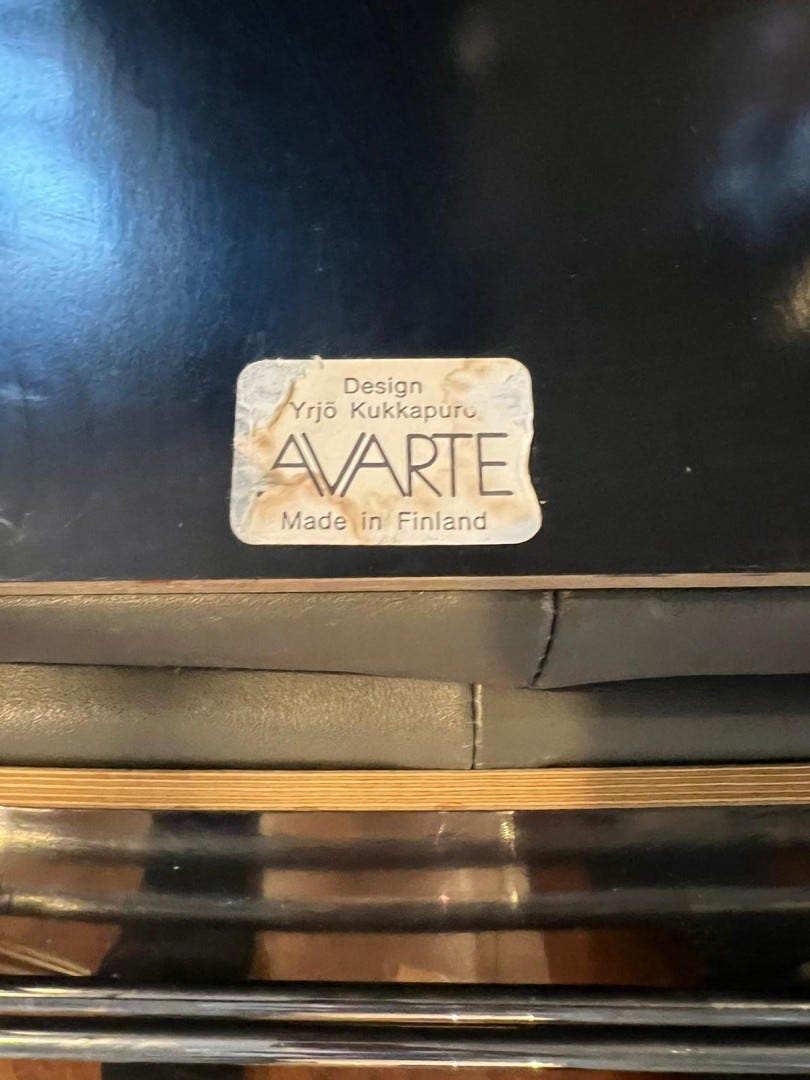 Design
Yrjö Kukkapuro
AVARTE
Made in Finland